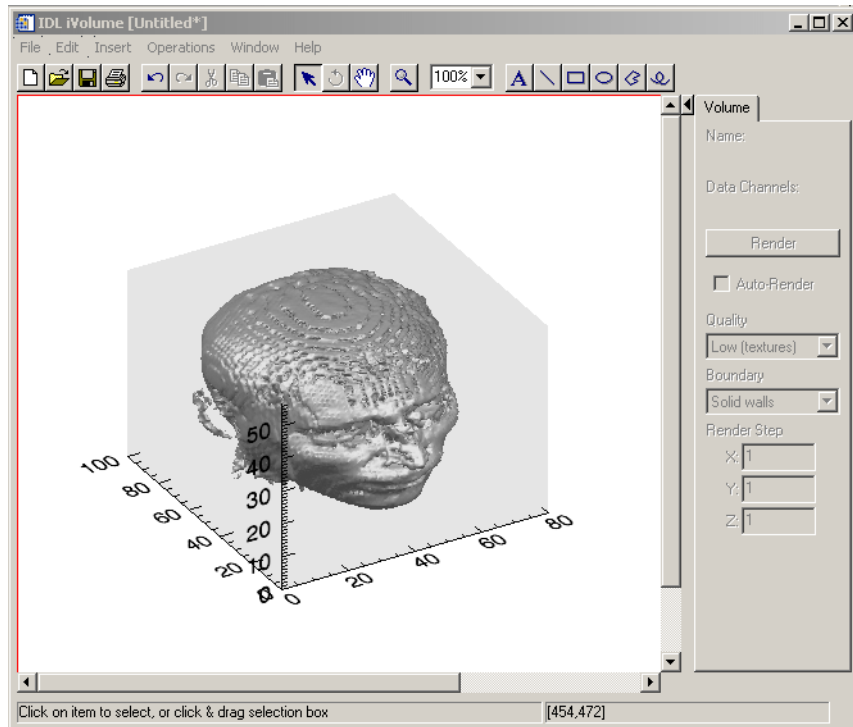 IDL iVolume [Untitled*]
File Edit Insert Operations Window Help
100% A
Volume
Name:
Data Channels:
Render
Auto-Render
Quality
Low (textures)
Boundary
Solid walls
Render Step
X: 1
Y: 1
Z: 1
50
40
30
20
10
100
80
60
40
20
0
0
20
40
60
80
Click on item to select, or click & drag selection box [454,472]